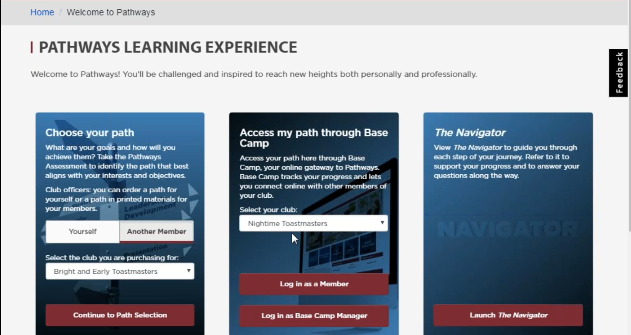 Home / Welcome to Pathways
PATHWAYS LEARNING EXPERIENCE
Feedback
Welcome to Pathways! You'll be challenged and inspired to reach new heights both personally and professionally.
Choose your path
What are your goals and how will you
achieve them? Take the Pathways
Assessment to identify the path that best
aligns with your interests and objectives.
Club officers: you can order a path for
yourself or a path in printed materials for
your members.
Yourself
Another Member
Select the club you are purchasing for:
Bright and Early Toastmasters
Continue to Path Selection
Access my path through Base
Camp
Access your path here through Base
Camp, your online gateway to Pathways.
Base Camp tracks your progress and lets
you connect online with other members of
your club.
Select your club:
Nightime Toastmasters
Log in as a Member
Log in as Base Camp Manager
The Navigator
View The Navigator to guide you through
each step of your journey. Refer to it to
support your progress and to answer your
questions along the way.
NAVIGATOR
Launch The Navigator